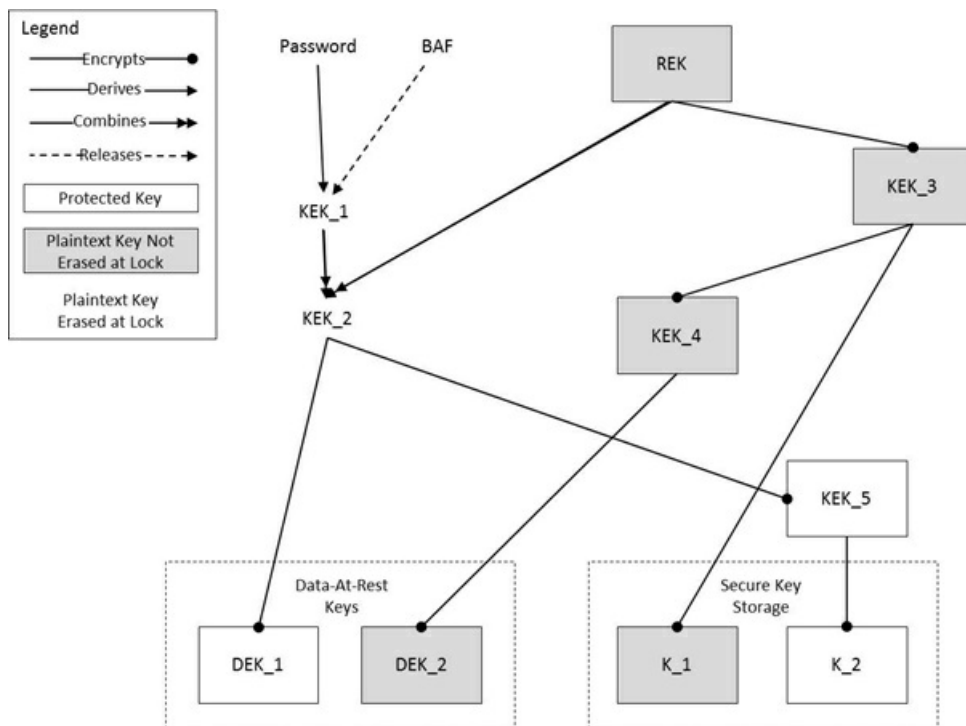 Legend
Encrypts
Derives
Combines
Releases
Protected Key
Plaintext Key Not
Erased at Lock
Plaintext Key
Erased at Lock
Password
BAF
REK
KEK_1
KEK_3
KEK_2
KEK_4
KEK_5
Data-At-Rest
Keys
Secure Key
Storage
DEK_1
DEK_2
K_1
K_2